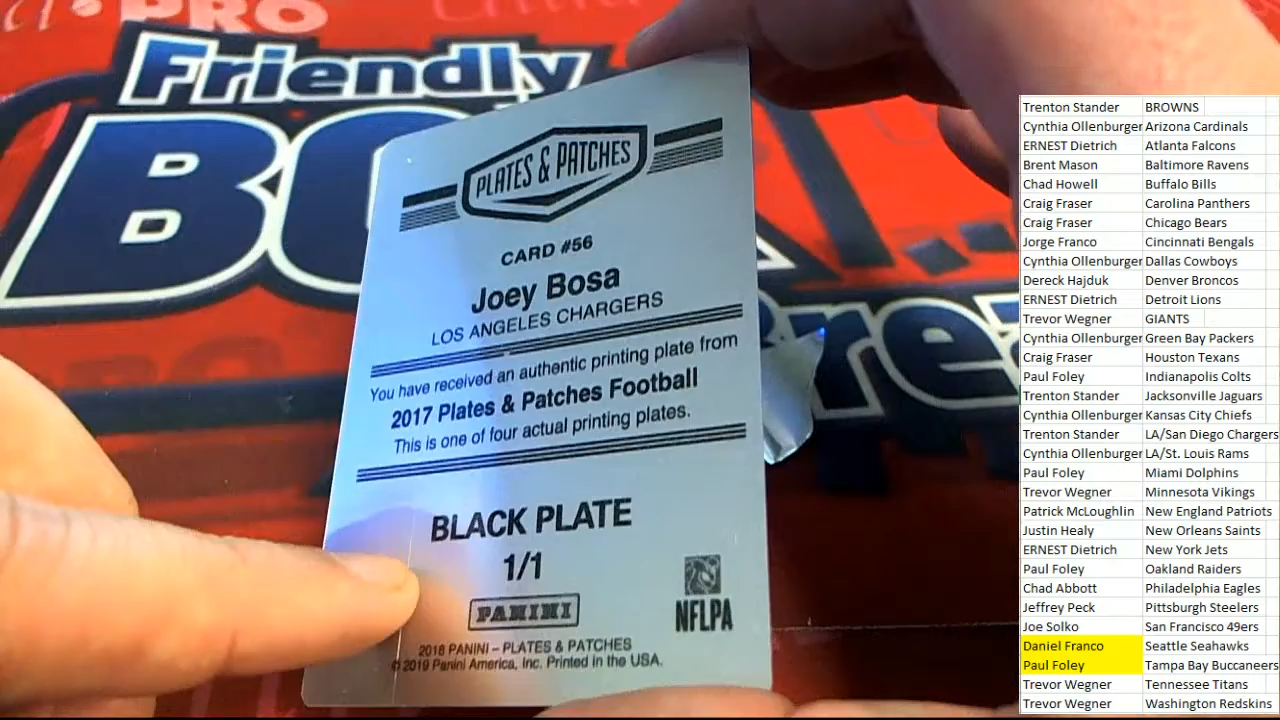 PRO
Friendly
PLATES & PATCHES
CARD #56
Joey Bosa
LOS ANGELES CHARGERS
You have received an authentic printing plate from
2017 Plates & Patches Football
This is one of four actual printing plates.
BLACK PLATE
1/1
PANINI
NFLPA
2018 PANINI – PLATES & PATCHES
©2019 Panini America, Inc. Printed in the USA.
Trenton Stander BROWNS
Cynthia Ollenburger Arizona Cardinals
ERNEST Dietrich Atlanta Falcons
Brent Mason Baltimore Ravens
Chad Howell Buffalo Bills
Craig Fraser Carolina Panthers
Craig Fraser Chicago Bears
Jorge Franco Cincinnati Bengals
Cynthia Ollenburger Dallas Cowboys
Dereck Hajduk Denver Broncos
ERNEST Dietrich Detroit Lions
Trevor Wegner GIANTS
Cynthia Ollenburger Green Bay Packers
Craig Fraser Houston Texans
Paul Foley Indianapolis Colts
Trenton Stander Jacksonville Jaguars
Cynthia Ollenburger Kansas City Chiefs
Trenton Stander LA/San Diego Chargers
Cynthia Ollenburger LA/St. Louis Rams
Paul Foley Miami Dolphins
Trevor Wegner Minnesota Vikings
Patrick McLoughlin New England Patriots
Justin Healy New Orleans Saints
ERNEST Dietrich New York Jets
Paul Foley Oakland Raiders
Chad Abbott Philadelphia Eagles
Jeffrey Peck Pittsburgh Steelers
Joe Solko San Francisco 49ers
Daniel Franco Seattle Seahawks
Paul Foley Tampa Bay Buccaneers
Trevor Wegner Tennessee Titans
Trevor Wegner Washington Redskins